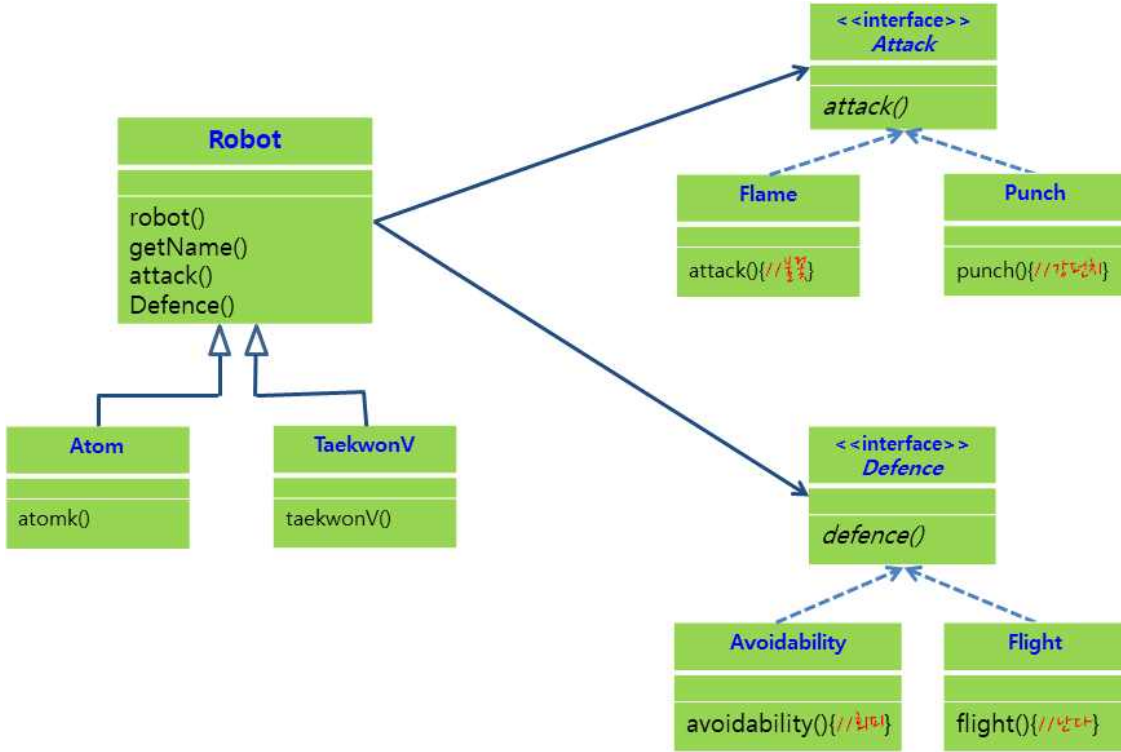 <<interface>>
Attack
attack()
Robot
robot()
getName()
attack()
Defence()
Flame
attack(){//불꽃}
Punch
punch(){//강펀치}
Atom
atomk()
TaekwonV
taekwonV()
<<interface>>
Defence
defence()
Avoidability
avoidability(){//회피}
Flight
flight(){//난다}